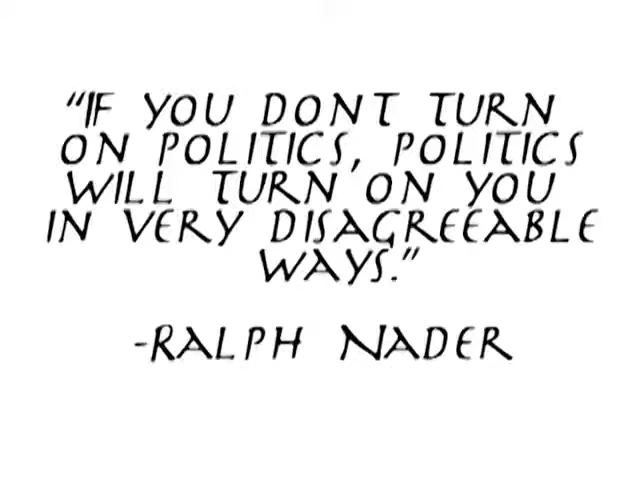 "IF YOU DONT TURN
ON POLITICS, POLITICS
WILL TURN ON YOU
IN VERY DISAGREEABLE
WAYS."
-RALPH NADER